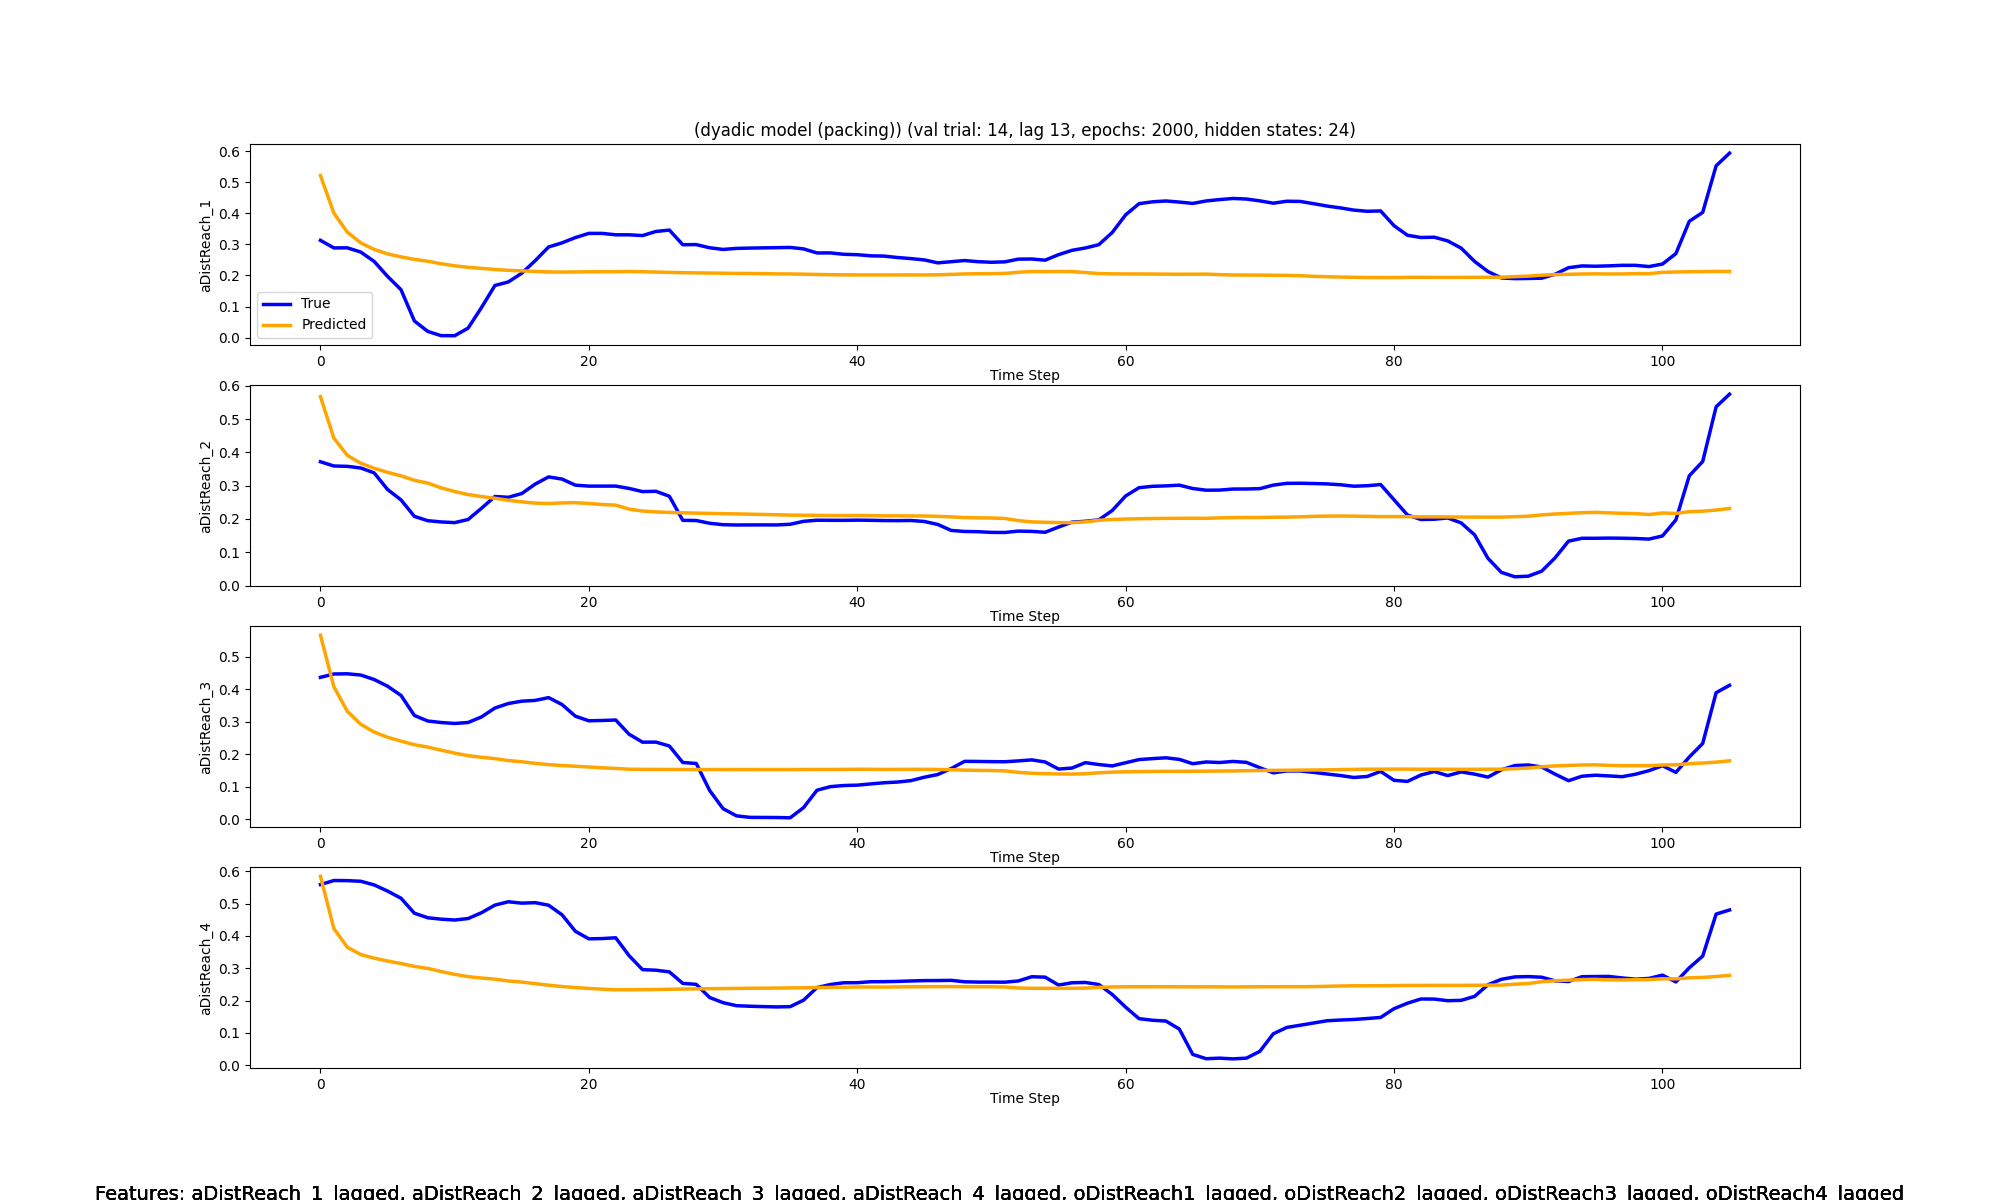 (dyadic model (packing)) (val trial: 14, lag 13, epochs: 2000, hidden states: 24)
0.6
0.5
0.4
0.3
0.2
0.1
0.0
aDistReach_1
True
Predicted
0 20 40 60 80 100
Time Step
0.6
0.5
0.4
0.3
0.2
0.1
0.0
aDistReach_2
0 20 40 60 80 100
Time Step
0.5
0.4
0.3
0.2
0.1
0.0
aDistReach_3
0 20 40 60 80 100
Time Step
0.6
0.5
0.4
0.3
0.2
0.1
0.0
aDistReach_4
0 20 40 60 80 100
Time Step
Features: aDistReach_1_lagged, aDistReach_2_lagged, aDistReach_3_lagged, aDistReach_4_lagged, oDistReach1_lagged, oDistReach2_lagged, oDistReach3_lagged, oDistReach4_lagged